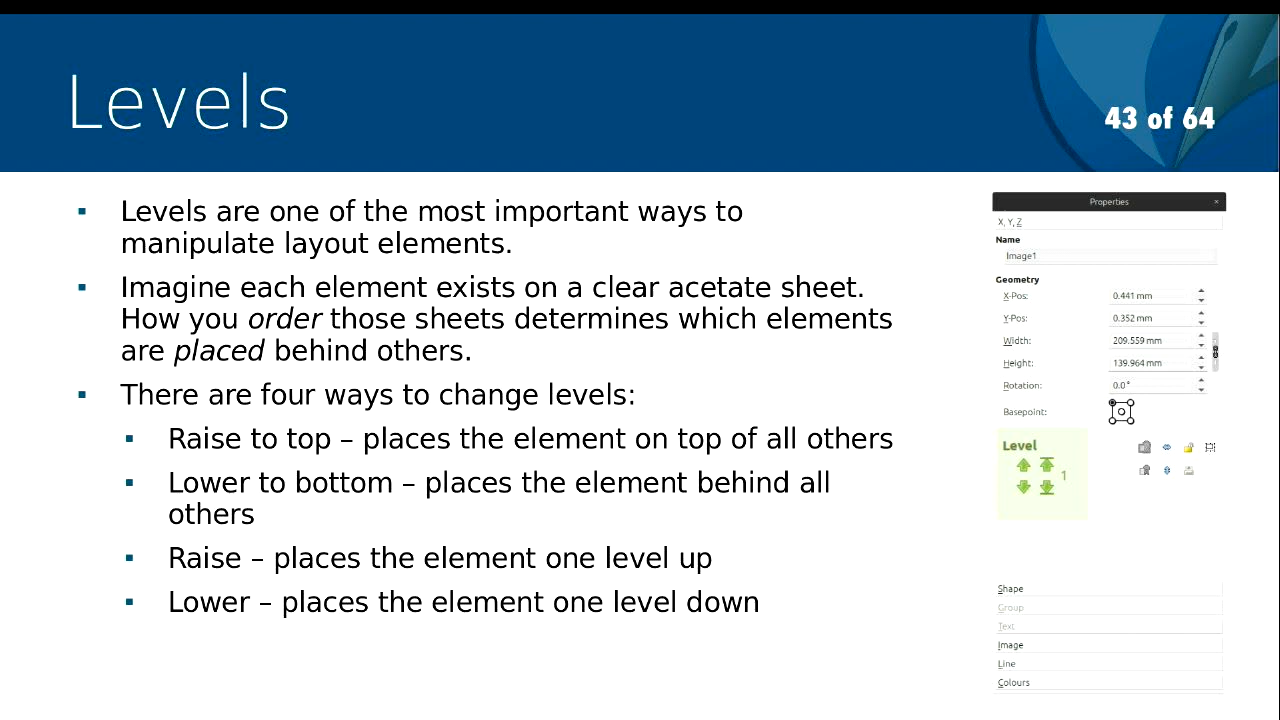 Levels
43 of 64
▪ Levels are one of the most important ways to
manipulate layout elements.
▪ Imagine each element exists on a clear acetate sheet.
How you order those sheets determines which elements
are placed behind others.
▪ There are four ways to change levels:
▪ Raise to top – places the element on top of all others
▪ Lower to bottom – places the element behind all
others
▪ Raise – places the element one level up
▪ Lower – places the element one level down
Properties ×
X, Y, Z
Name
Image1
Geometry
X-Pos: 0.441 mm
Y-Pos: 0.352 mm
Width: 209.559 mm
Height: 139.964 mm
Rotation: 0.0°
Basepoint:
Level
1
Shape
Group
Text
Image
Line
Colours